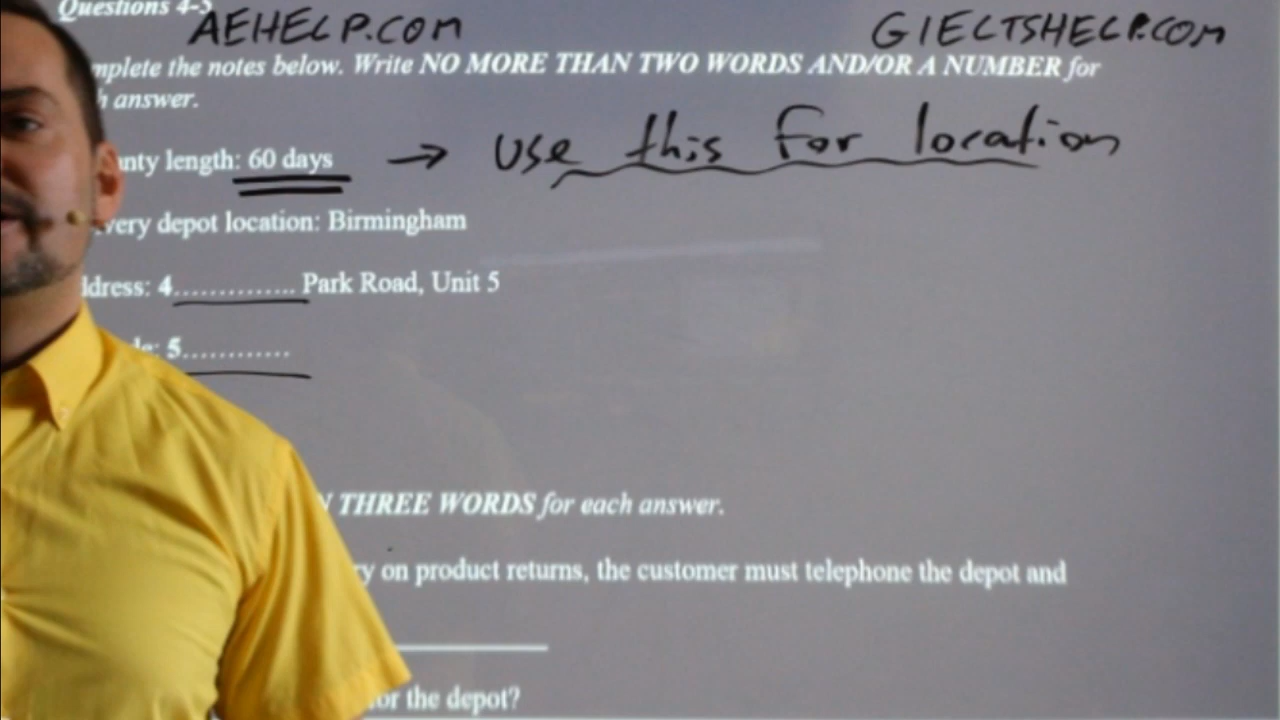 Questions 4-5
AEHELP.COM
GIELTSHELP.COM
mplete the notes below. Write NO MORE THAN TWO WORDS AND/OR A NUMBER for
h answer.
nty length: 60 days → use this for location
very depot location: Birmingham
ddress: 4.............. Park Road, Unit 5
5............
N THREE WORDS for each answer.
ry on product returns, the customer must telephone the depot and
or the depot?